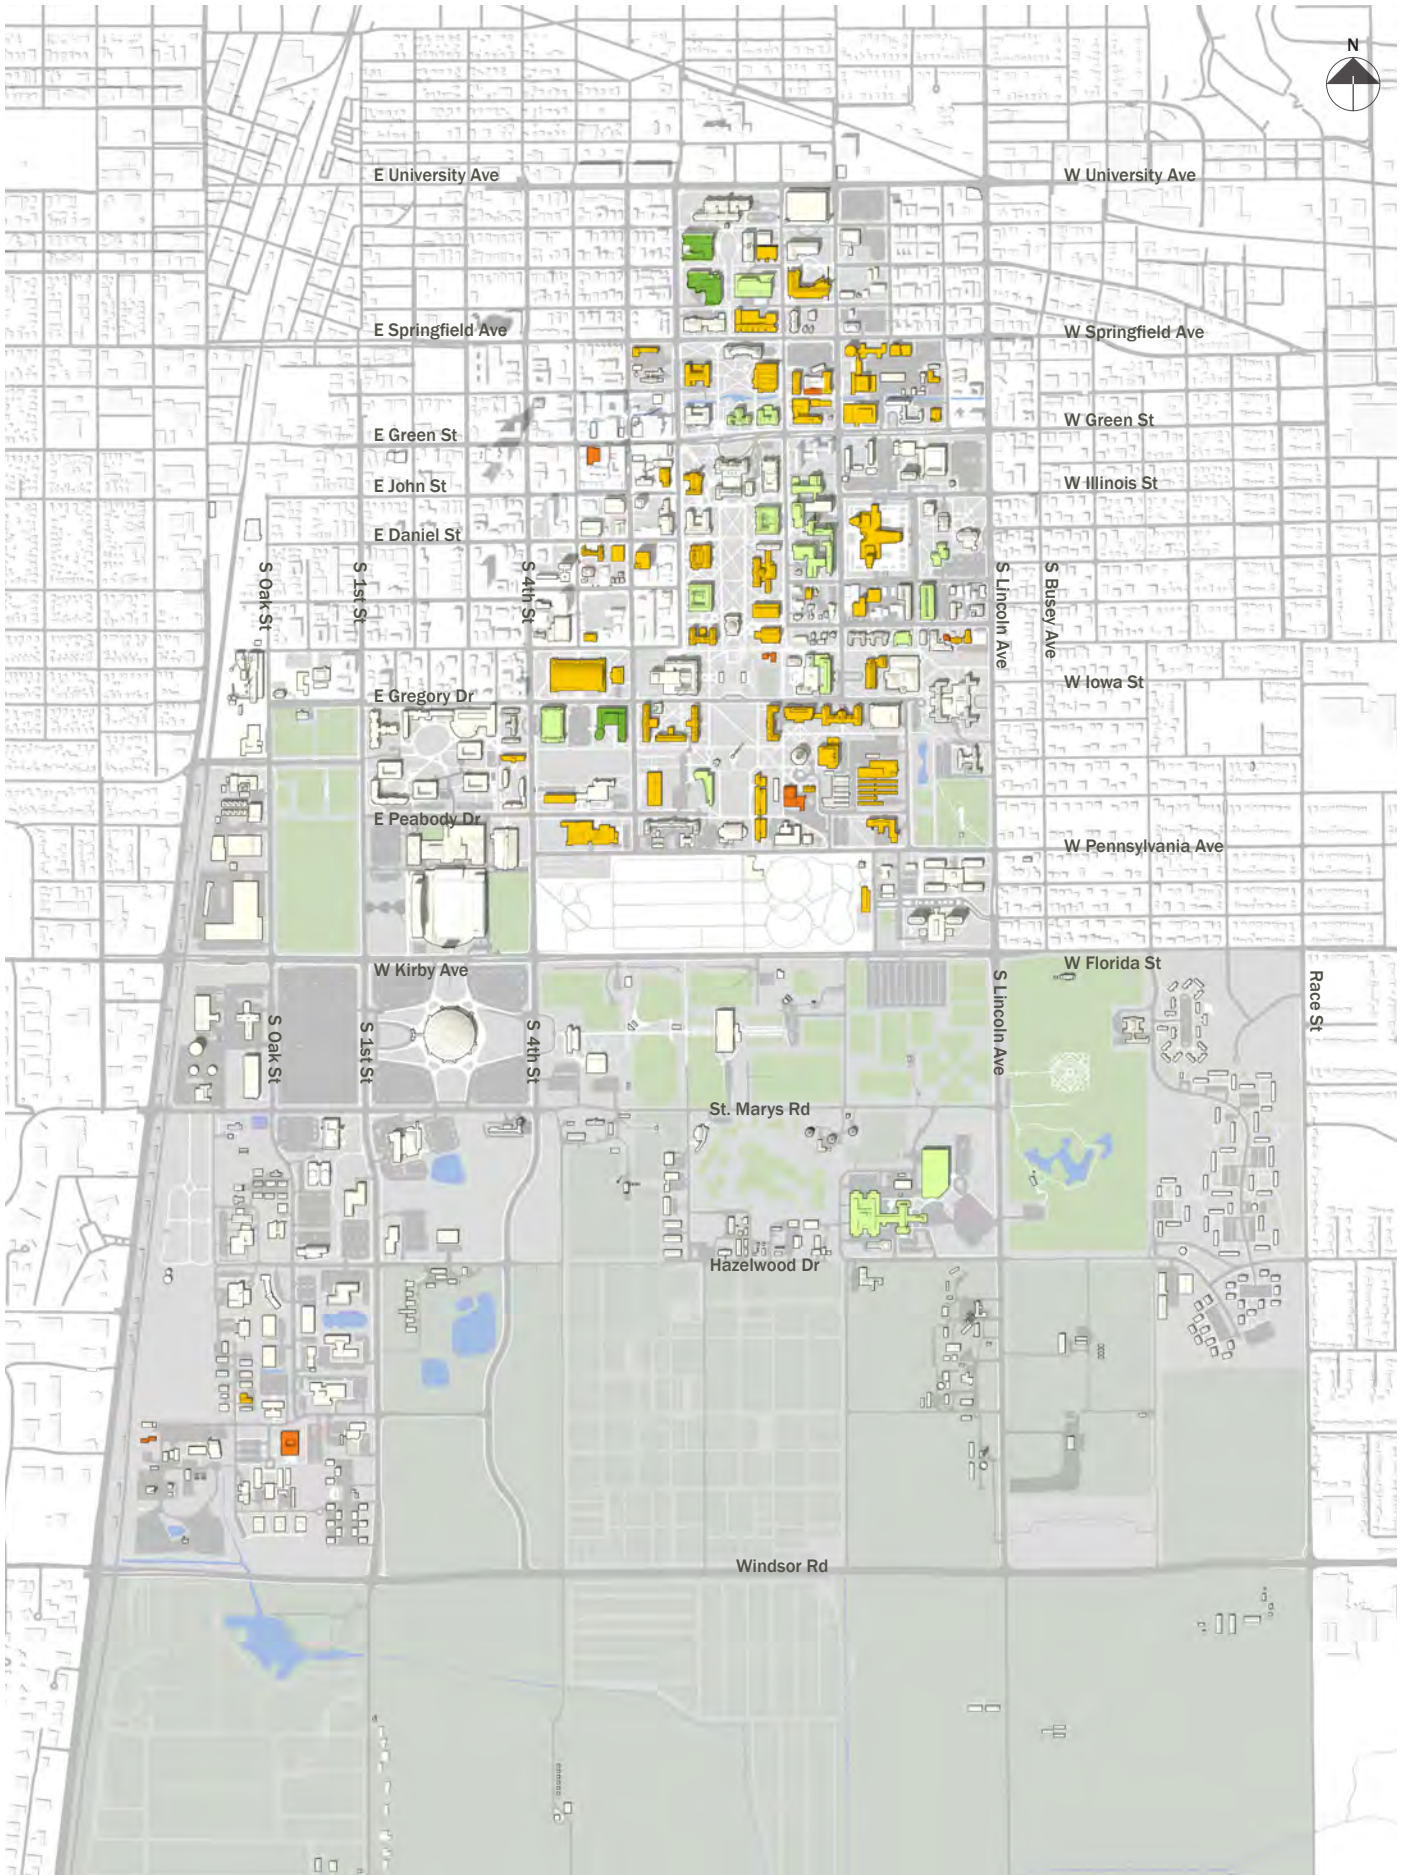 N
E University Ave
W University Ave
E Springfield Ave
W Springfield Ave
E Green St
W Green St
E John St
W Illinois St
E Daniel St
S Oak St
S 1st St
S 4th St
S Lincoln Ave
S Busey Ave
E Gregory Dr
W Iowa St
E Peabody Dr
W Pennsylvania Ave
W Kirby Ave
W Florida St
S Oak St
S 1st St
S 4th St
S Lincoln Ave
Race St
St. Marys Rd
Hazelwood Dr
Windsor Rd